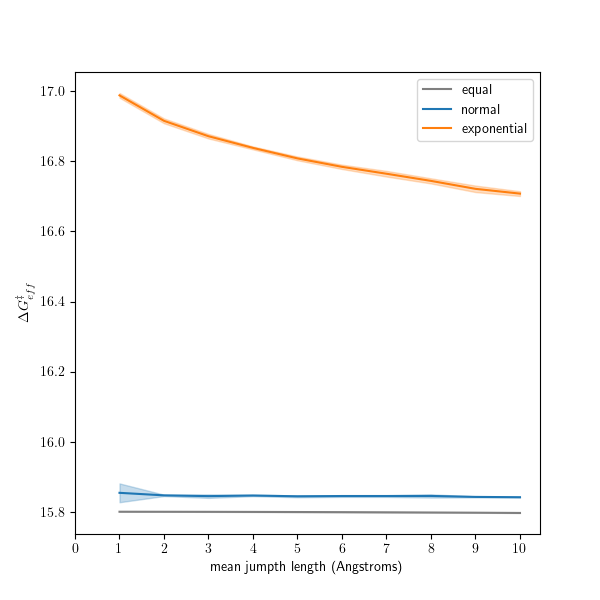 equal
normal
exponential
17.0
16.8
16.6
16.4
16.2
16.0
15.8
ΔG‡eff
0 1 2 3 4 5 6 7 8 9 10
mean jumpth length (Angstroms)